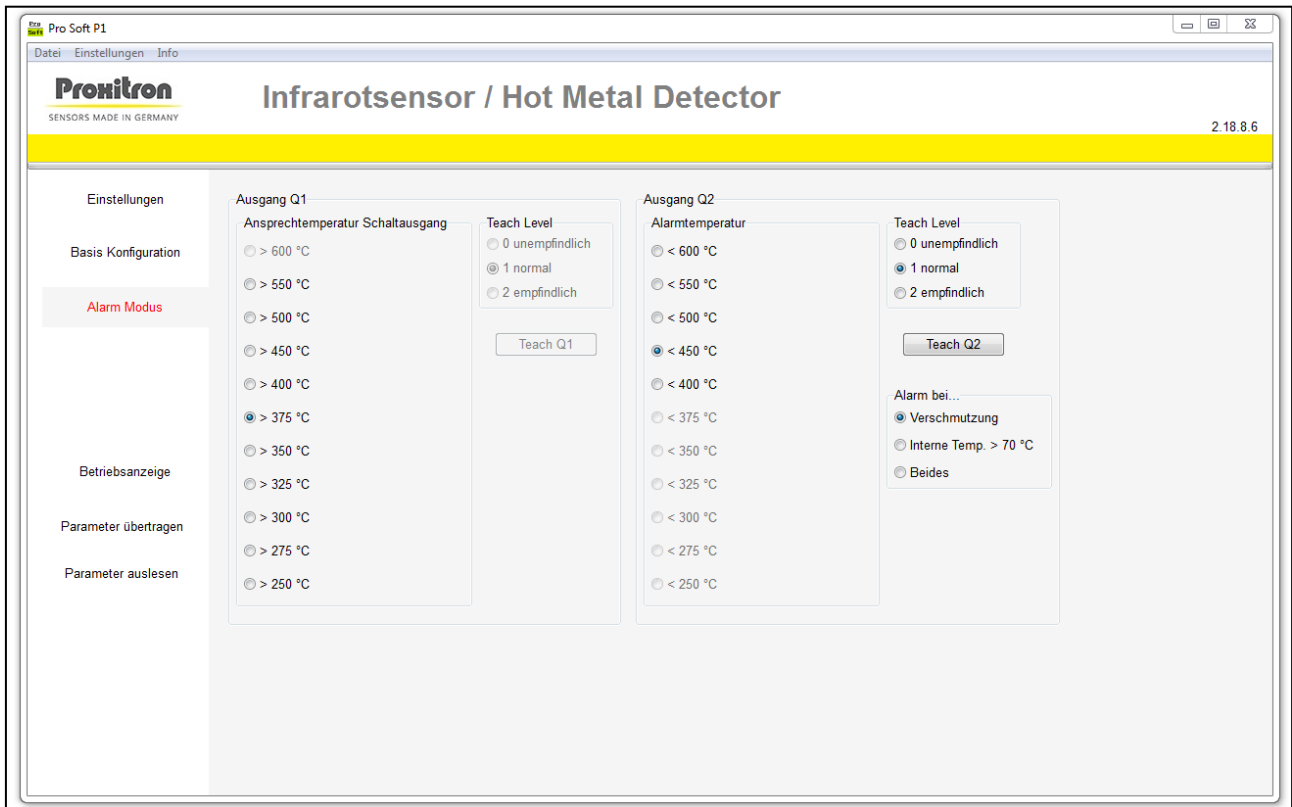 Pro Soft
Pro Soft P1
Datei Einstellungen Info
Proxitron
SENSORS MADE IN GERMANY
Infrarotsensor / Hot Metal Detector
2.18.8.6
Einstellungen
Basis Konfiguration
Alarm Modus
Betriebsanzeige
Parameter übertragen
Parameter auslesen
Ausgang Q1
Ansprechtemperatur Schaltausgang
> 600 °C
> 550 °C
> 500 °C
> 450 °C
> 400 °C
> 375 °C
> 350 °C
> 325 °C
> 300 °C
> 275 °C
> 250 °C
Teach Level
0 unempfindlich
1 normal
2 empfindlich
Teach Q1
Ausgang Q2
Alarmtemperatur
< 600 °C
< 550 °C
< 500 °C
< 450 °C
< 400 °C
< 375 °C
< 350 °C
< 325 °C
< 300 °C
< 275 °C
< 250 °C
Teach Level
0 unempfindlich
1 normal
2 empfindlich
Teach Q2
Alarm bei...
Verschmutzung
Interne Temp. > 70 °C
Beides